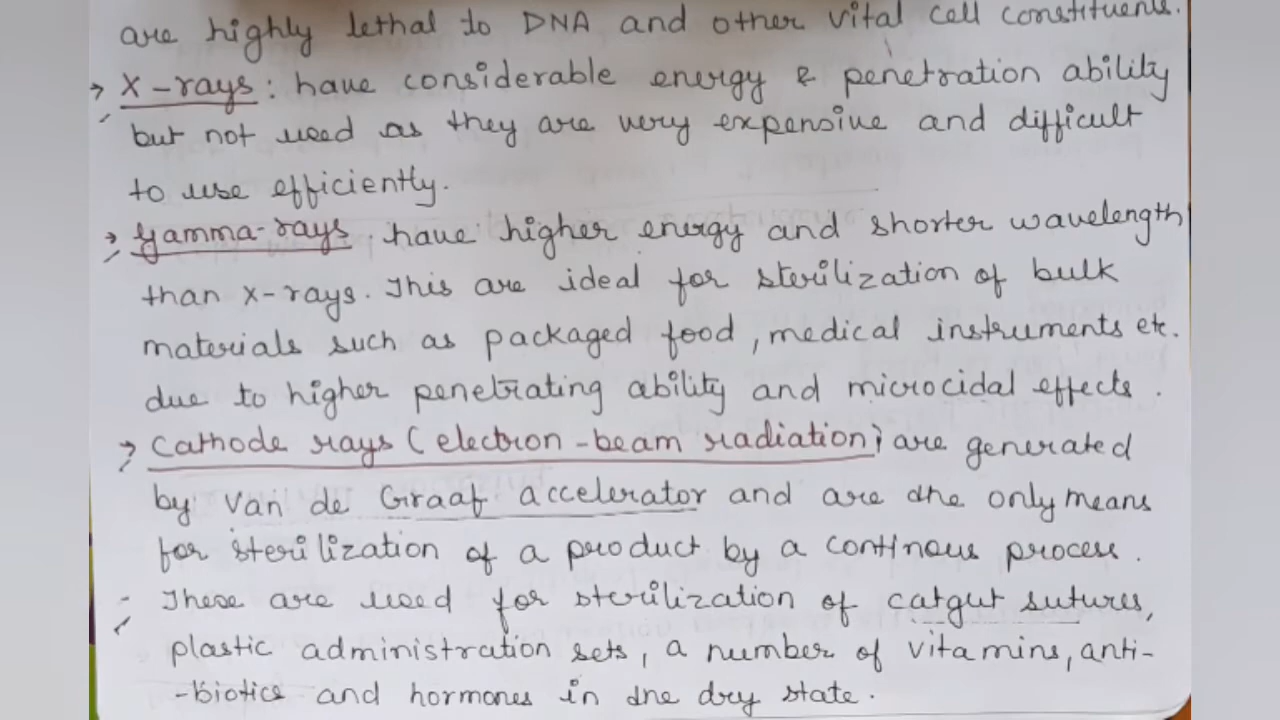 are highly lethal to DNA and other vital cell constituents.
→ X-rays : have considerable energy & penetration ability
but not used as they are very expensive and difficult
to use efficiently.
→ Gamma-rays have higher energy and shorter wavelength
than X-rays. This are ideal for sterilization of bulk
materials such as packaged food, medical instruments etc.
due to higher penetrating ability and microcidal effects.
→ Cathode rays (electron-beam radiation) are generated
by Van de Graaf accelerator and are the only means
for sterilization of a product by a continous process.
- These are used for sterilization of catgut sutures,
plastic administration sets, a number of vitamins, anti-
-biotics and hormones in the dry state.